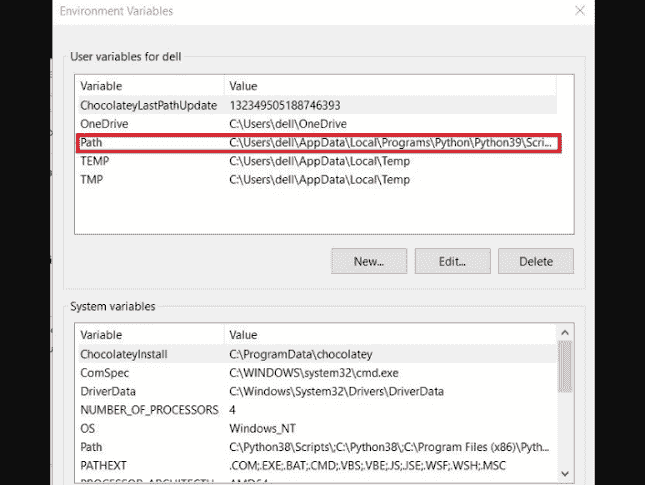 Environment Variables
User variables for dell
Variable Value
ChocolateyLastPathUpdate 132349505188746393
OneDrive C:\Users\dell\OneDrive
Path C:\Users\dell\AppData\Local\Programs\Python\Python39\Scri...
TEMP C:\Users\dell\AppData\Local\Temp
TMP C:\Users\dell\AppData\Local\Temp
New... Edit... Delete
System variables
Variable Value
ChocolateyInstall C:\ProgramData\chocolatey
ComSpec C:\WINDOWS\system32\cmd.exe
DriverData C:\Windows\System32\Drivers\DriverData
NUMBER_OF_PROCESSORS 4
OS Windows_NT
Path C:\Python38\Scripts\;C:\Python38\;C:\Program Files (x86)\Pyth...
PATHEXT .COM;.EXE;.BAT;.CMD;.VBS;.VBE;.JS;.JSE;.WSF;.WSH;.MSC